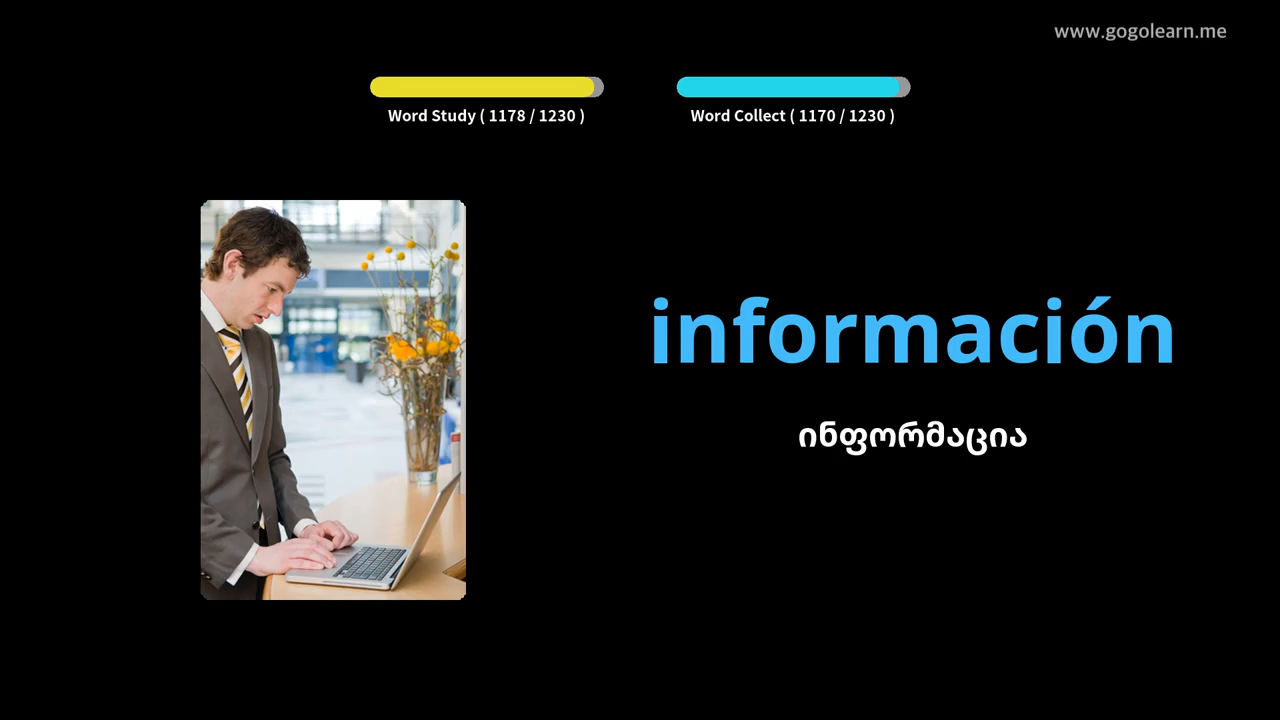 www.gogolearn.me
Word Study ( 1178 / 1230 )
Word Collect ( 1170 / 1230 )
información
ინფორმაცია